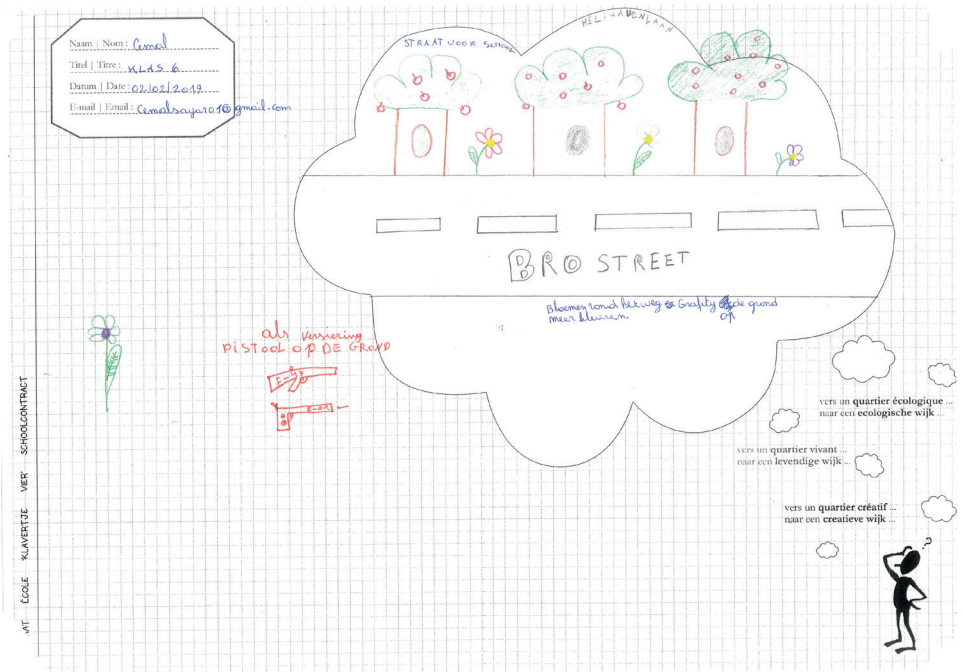 Naam | Nom : Cemal
Titel | Titre : KLAS 6
Datum | Date : 02/02/2019
E-mail | Email : Cemalsayar01@gmail.com
STRAAT VOOR SCHOOL
BRO STREET
Bloemen rond het weg & Grafity de grond
meer kleuren op
als versiering
PISTOOL OP DE GROND
vers un quartier écologique ...
naar een ecologische wijk ...
vers un quartier vivant ...
naar een levendige wijk ...
vers un quartier créatif ...
naar een creatieve wijk ...
?
AT ÉCOLE 'KLAVERTJE VIER' SCHOOLCONTRACT